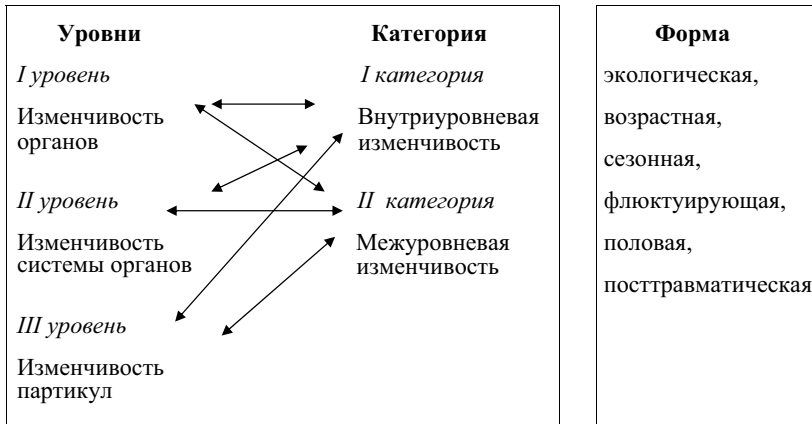 Уровни
I уровень
Изменчивость
органов
II уровень
Изменчивость
системы органов
III уровень
Изменчивость
партикул
Категория
I категория
Внутриуровневая
изменчивость
II категория
Межуровневая
изменчивость
Форма
экологическая,
возрастная,
сезонная,
флюктуирующая,
половая,
посттравматическая